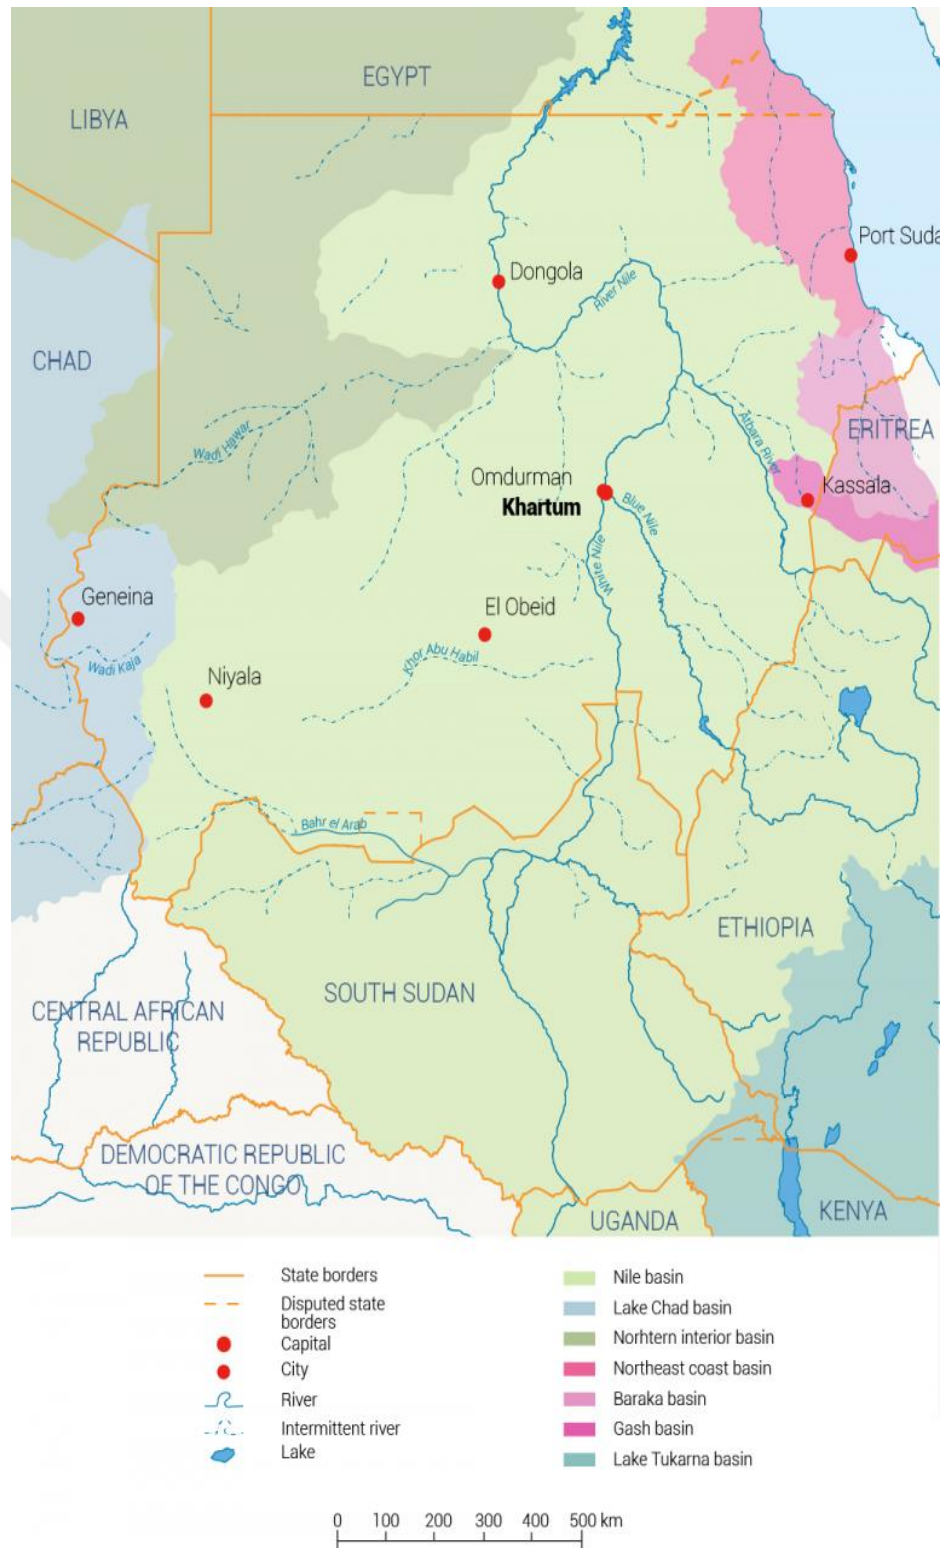 EGYPT
LIBYA
Port Suda
Dongola
River Nile
CHAD
Atbara River
ERITREA
Wadi Hawar
Omdurman
Khartum
Kassala
Blue Nile
White Nile
Geneina
El Obeid
Wadi Kaja
Khor Abu Habil
Niyala
Bahr el Arab
ETHIOPIA
SOUTH SUDAN
CENTRAL AFRICAN
REPUBLIC
DEMOCRATIC REPUBLIC
OF THE CONGO
UGANDA
KENYA
State borders
Disputed state
borders
Capital
City
River
Intermittent river
Lake
Nile basin
Lake Chad basin
Norhtern interior basin
Northeast coast basin
Baraka basin
Gash basin
Lake Tukarna basin
0 100 200 300 400 500 km